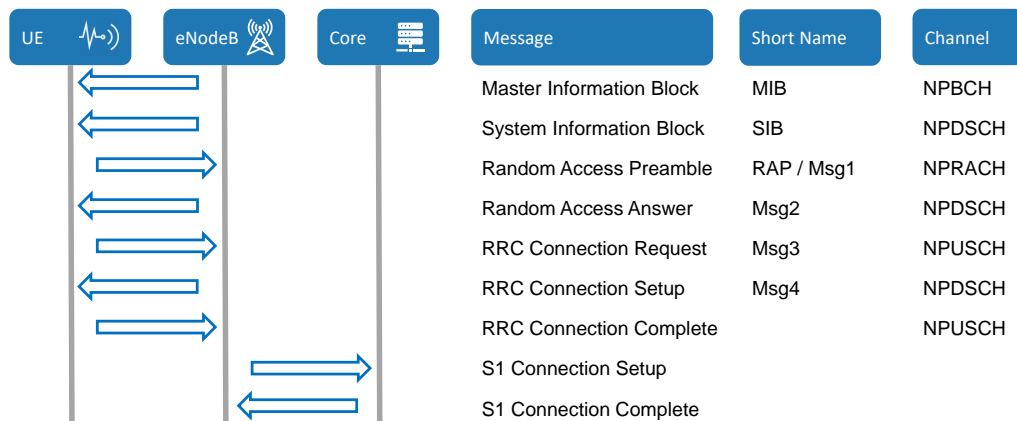 UE eNodeB Core Message Short Name Channel
Master Information Block MIB NPBCH
System Information Block SIB NPDSCH
Random Access Preamble RAP / Msg1 NPRACH
Random Access Answer Msg2 NPDSCH
RRC Connection Request Msg3 NPUSCH
RRC Connection Setup Msg4 NPDSCH
RRC Connection Complete NPUSCH
S1 Connection Setup
S1 Connection Complete